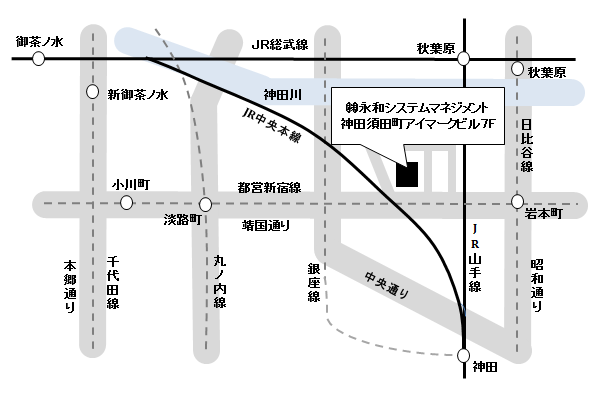 御茶ノ水
JR総武線
秋葉原
秋葉原
新御茶ノ水
神田川
JR中央本線
㈱永和システムマネジメント
神田須田町アイマークビル7F
日比谷線
小川町
都営新宿線
淡路町
靖国通り
岩本町
JR山手線
本郷通り
千代田線
丸ノ内線
銀座線
中央通り
昭和通り
神田